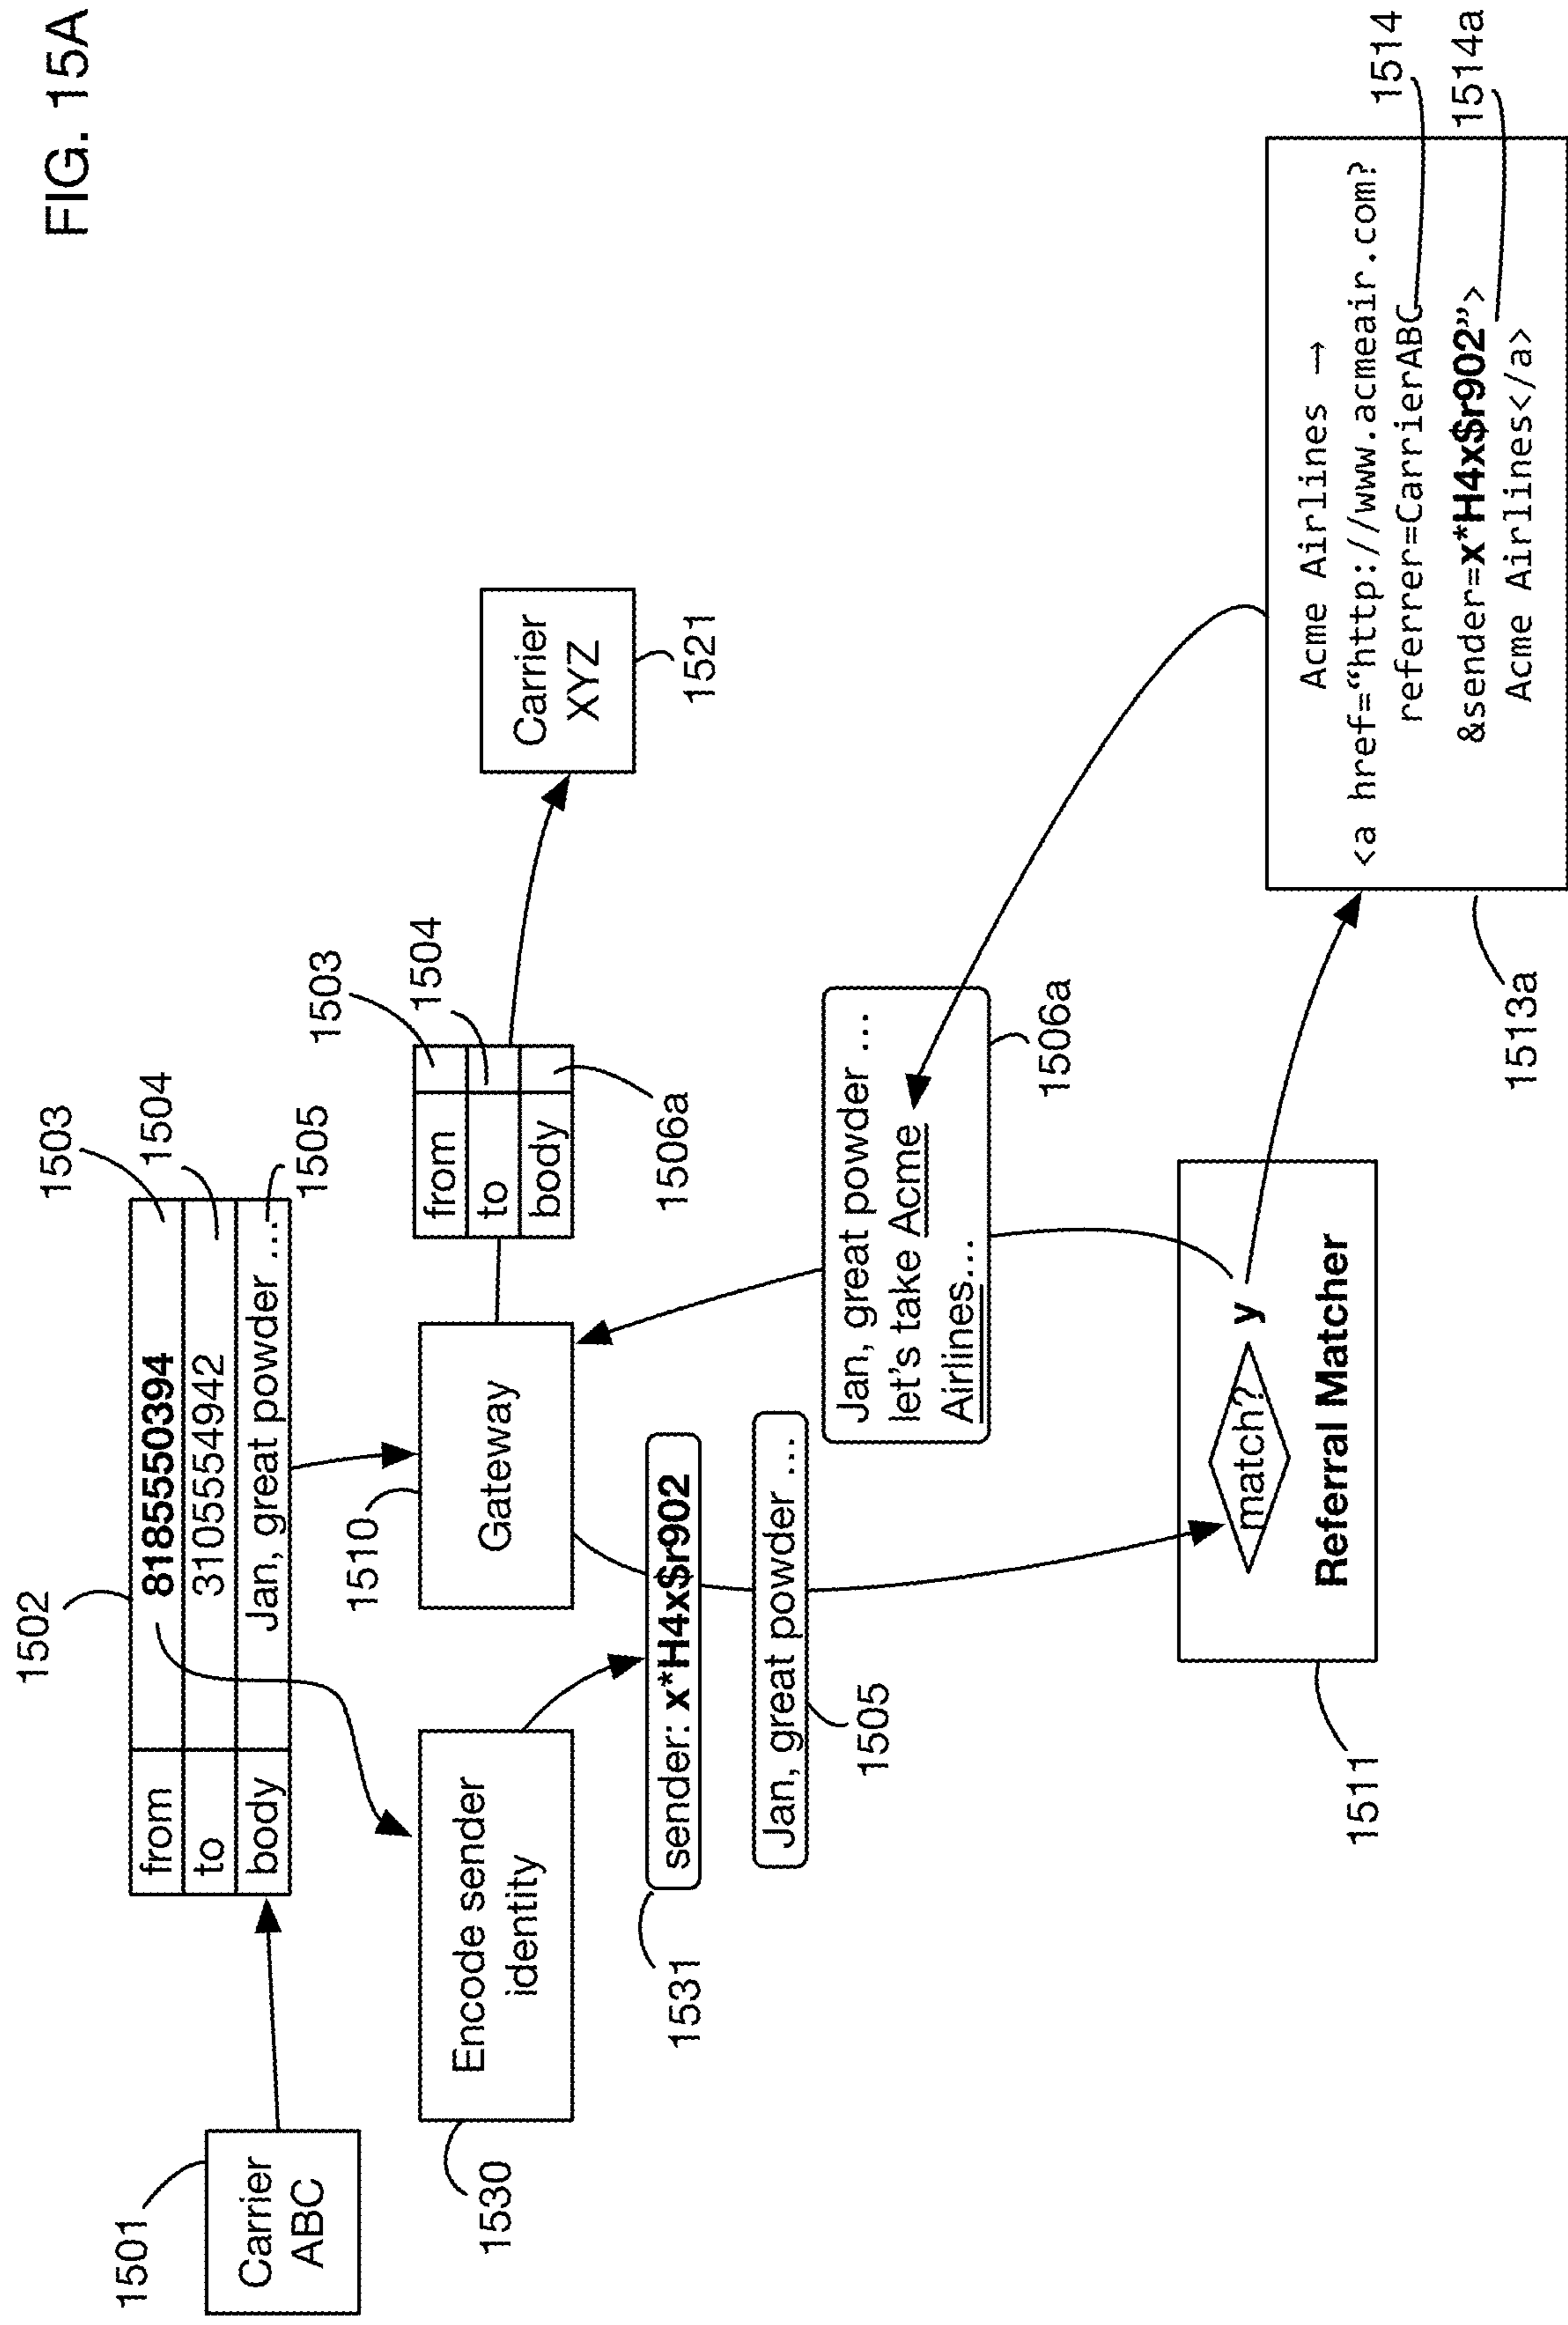 FIG. 15A
1501
Carrier
ABC
1502
from
8185550394
1503
to
3105554942
1504
body
Jan, great powder ...
1505
1530
Encode sender
identity
1510
Gateway
from
1503
to
1504
body
1506a
Carrier
XYZ
1521
1531
sender: x*H4x$r902
Jan, great powder ...
1505
Jan, great powder ...
let's take Acme
Airlines...
1506a
1511
match?
y
Referral Matcher
1513a
Acme Airlines →
<a href=“http://www.acmeair.com?
referrer=CarrierABC
&sender=x*H4x$r902”>
Acme Airlines</a>
1514
1514a